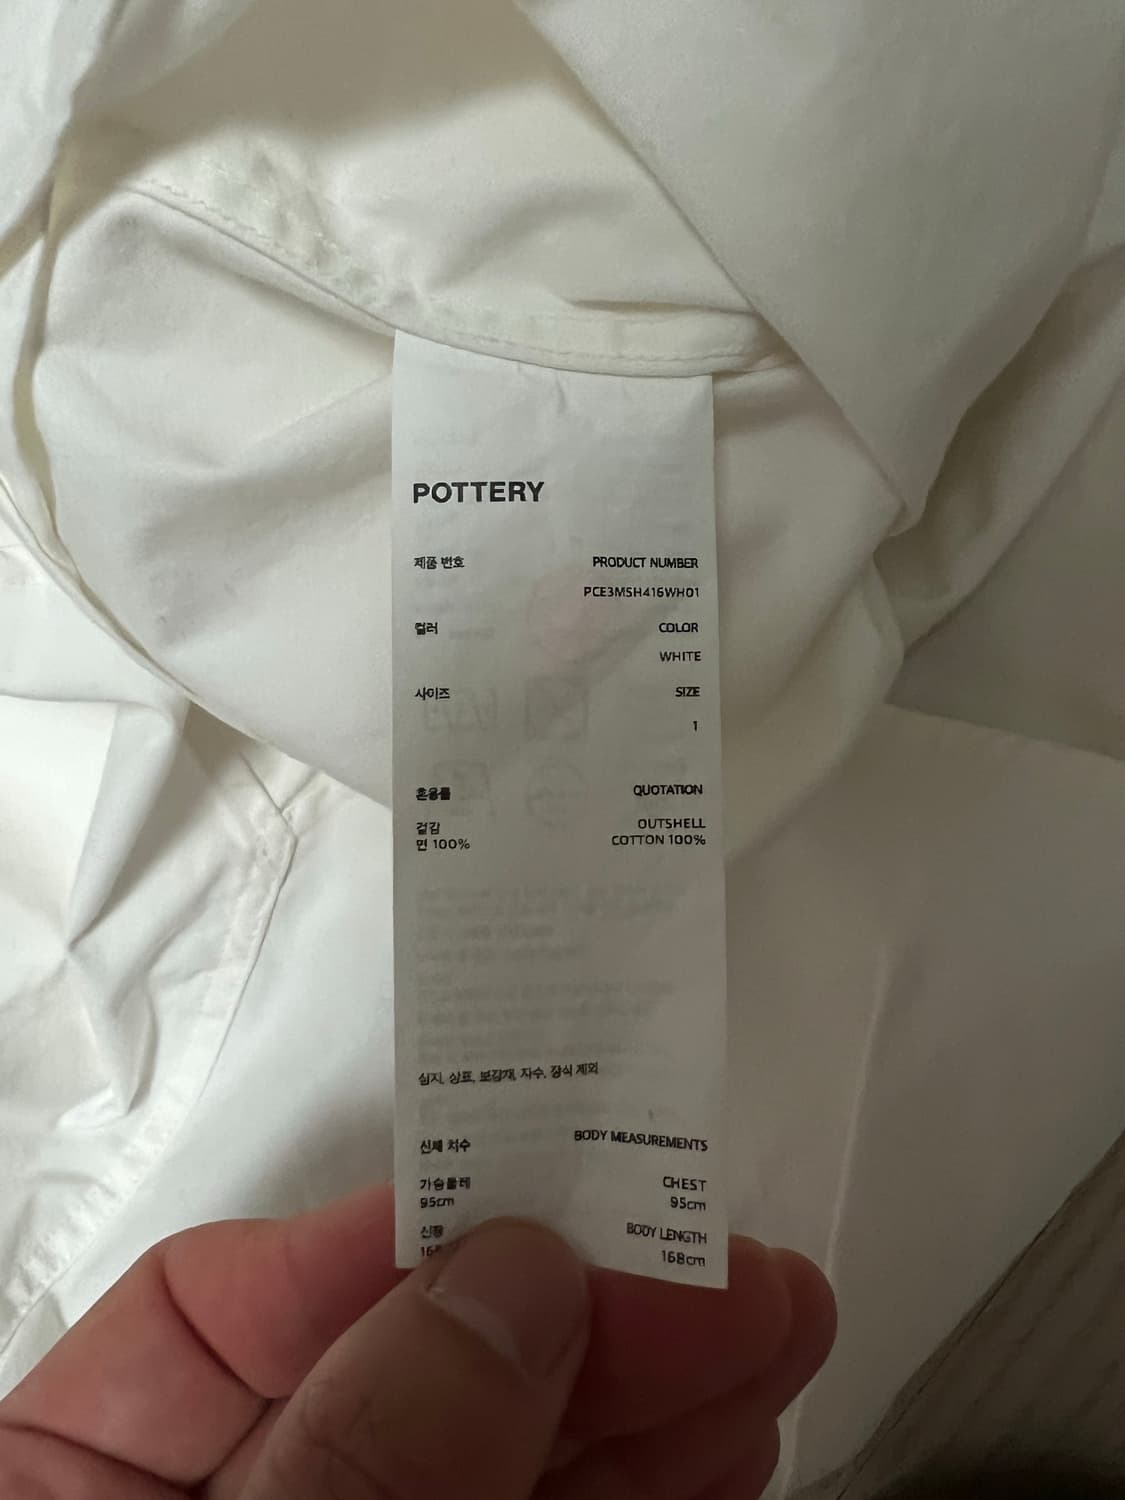 POTTERY
제품 번호 PRODUCT NUMBER
PCE3MSH416WH01
컬러 COLOR
WHITE
사이즈 SIZE
1
혼용률 QUOTATION
겉감 OUTSHELL
면 100% COTTON 100%
심지, 상표, 보강재, 자수, 장식 제외
신체 치수 BODY MEASUREMENTS
가슴둘레 CHEST
95cm 95cm
신장 BODY LENGTH
168cm